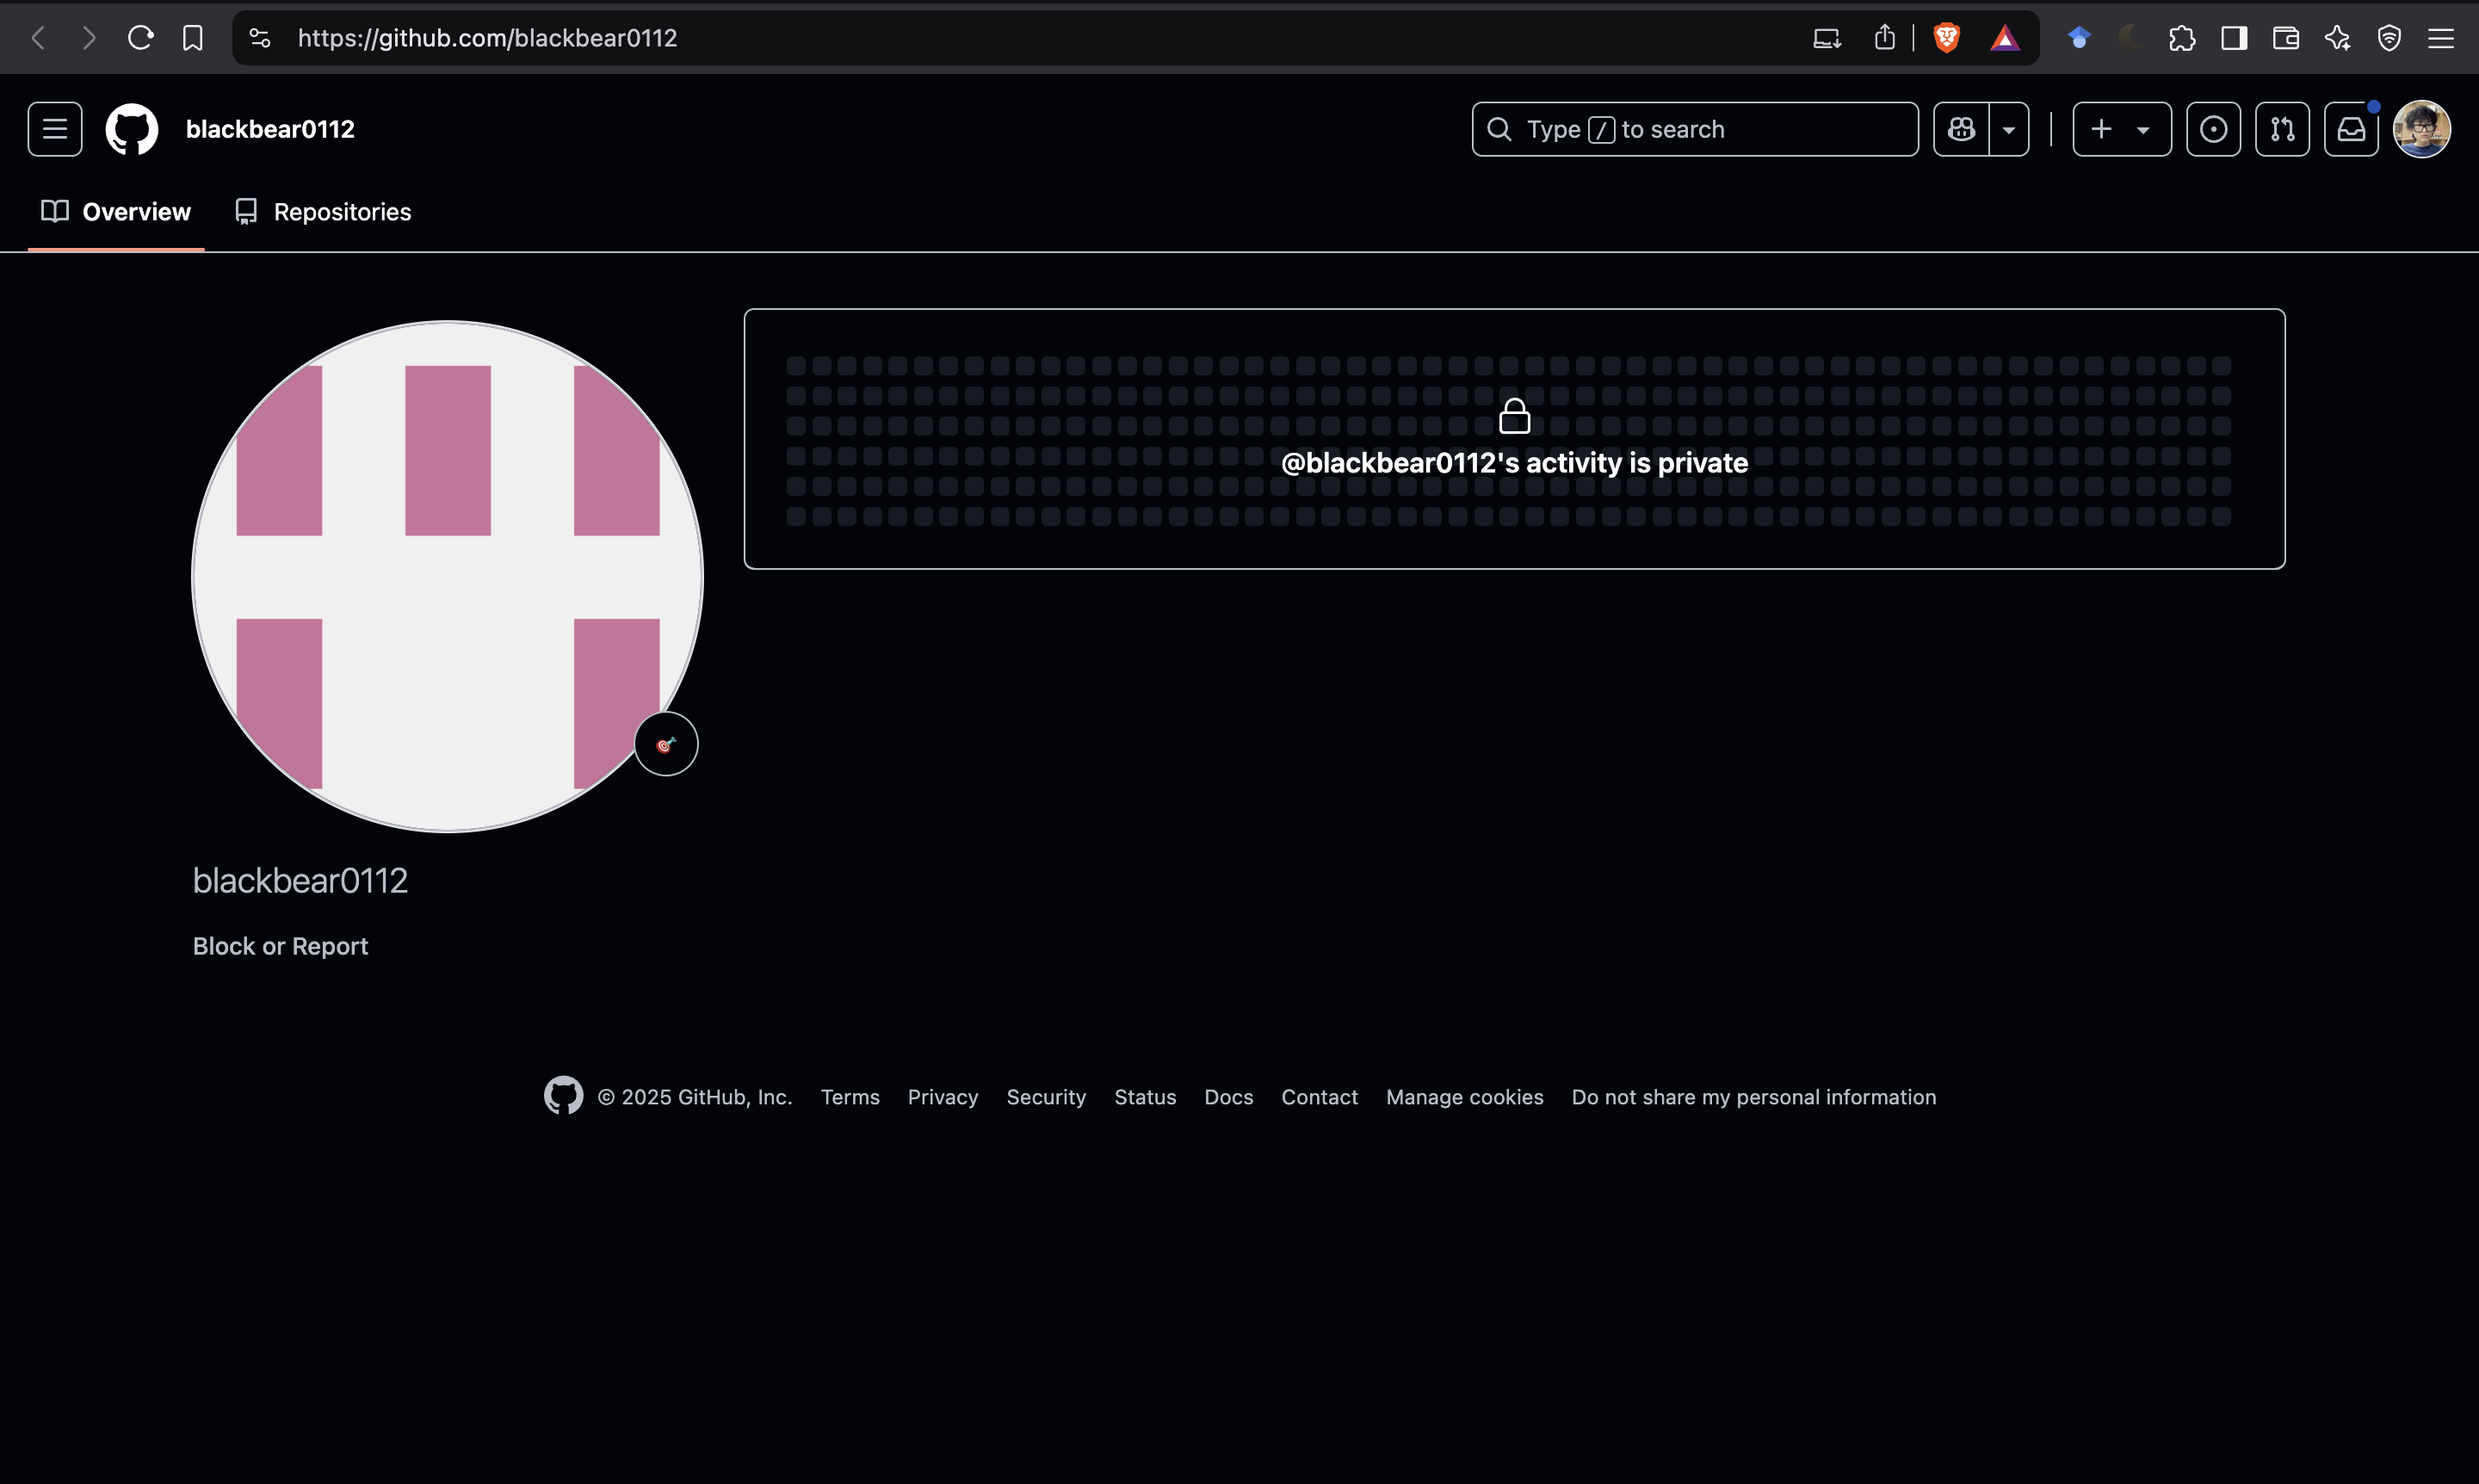 https://github.com/blackbear0112
blackbear0112
Type / to search
Overview
Repositories
@blackbear0112's activity is private
blackbear0112
Block or Report
© 2025 GitHub, Inc.
Terms
Privacy
Security
Status
Docs
Contact
Manage cookies
Do not share my personal information